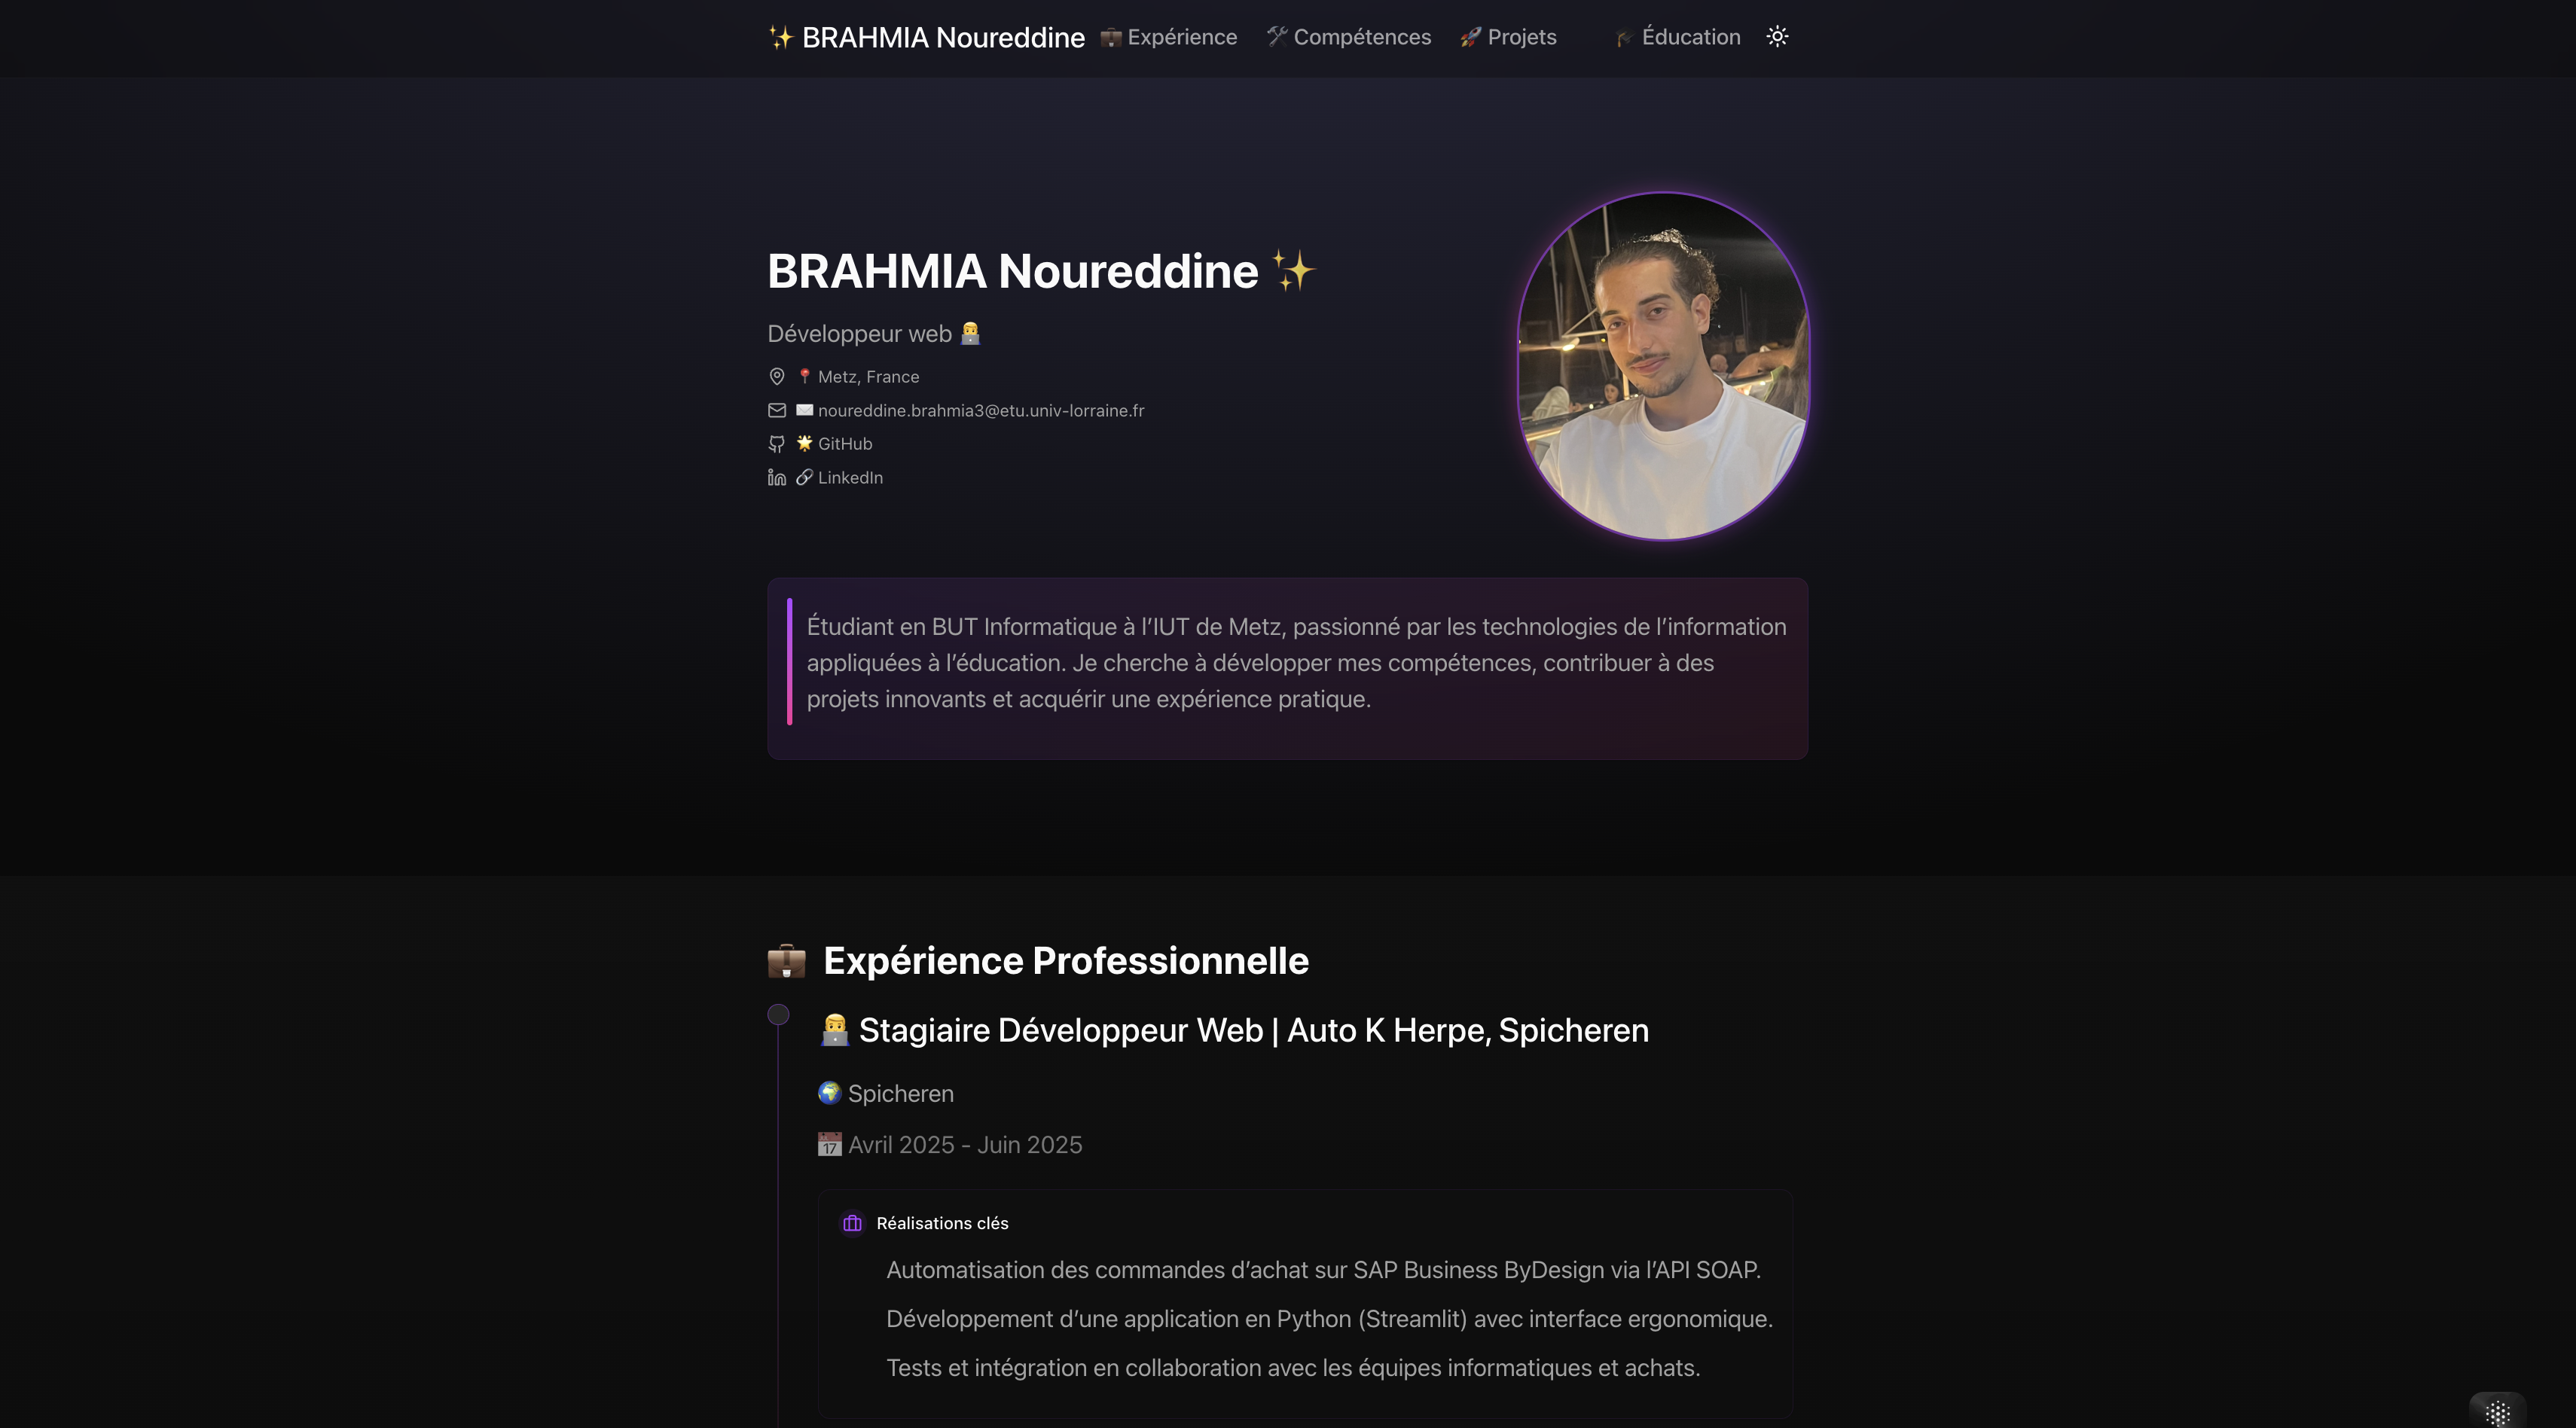 ✨ BRAHMIA Noureddine 💼 Expérience 🛠️ Compétences 🚀 Projets 🎓 Éducation
BRAHMIA Noureddine ✨
Développeur web 👨‍💻
📍 Metz, France
✉️ noureddine.brahmia3@etu.univ-lorraine.fr
🌟 GitHub
🔗 LinkedIn
Étudiant en BUT Informatique à l’IUT de Metz, passionné par les technologies de l’information
appliquées à l’éducation. Je cherche à développer mes compétences, contribuer à des
projets innovants et acquérir une expérience pratique.
💼 Expérience Professionnelle
👨‍💻 Stagiaire Développeur Web | Auto K Herpe, Spicheren
🌍 Spicheren
📅 Avril 2025 - Juin 2025
Réalisations clés
Automatisation des commandes d’achat sur SAP Business ByDesign via l’API SOAP.
Développement d’une application en Python (Streamlit) avec interface ergonomique.
Tests et intégration en collaboration avec les équipes informatiques et achats.